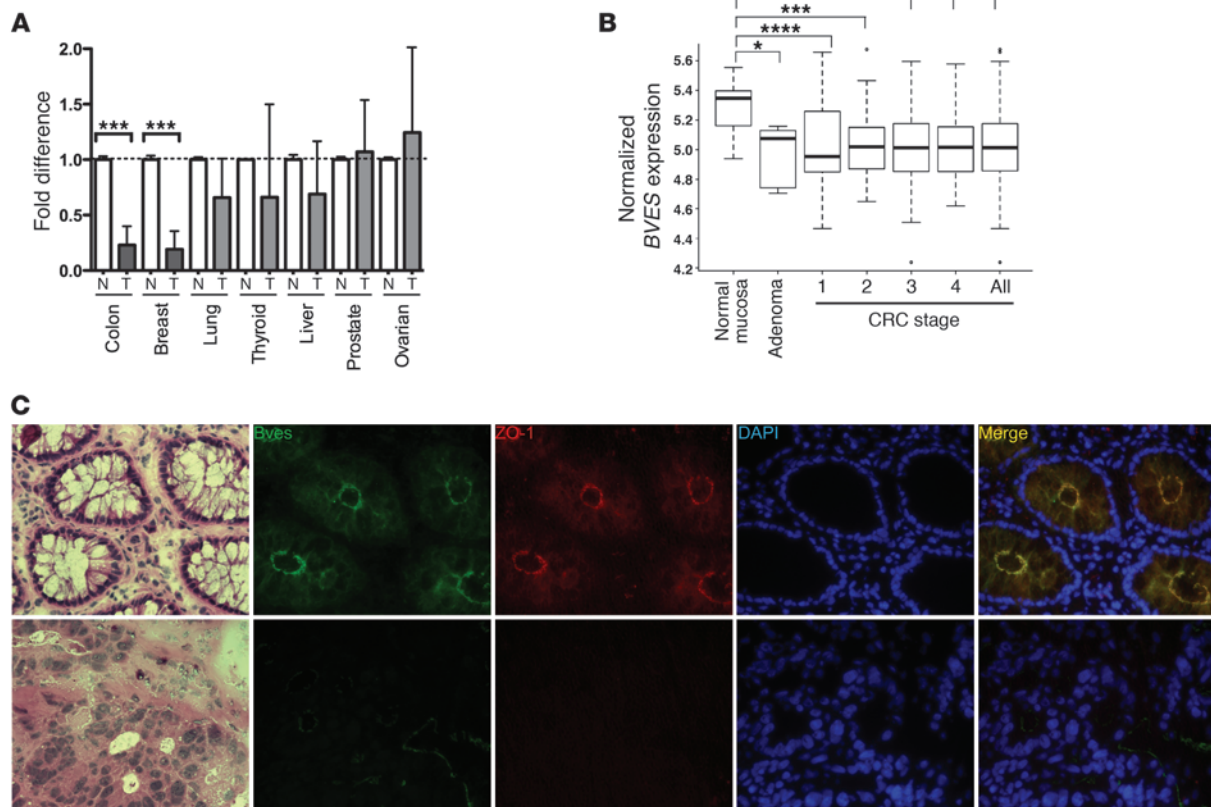 A
Fold difference
2.0
1.5
1.0
0.5
0.0
***
***
N T N T N T N T N T N T N T
Colon
Breast
Lung
Thyroid
Liver
Prostate
Ovarian
B
Normalized
BVES expression
5.6
5.4
5.2
5.0
4.8
4.6
4.4
4.2
***
****
*
Normal
mucosa
Adenoma
1 2 3 4 All
CRC stage
C
Bves
ZO-1
DAPI
Merge